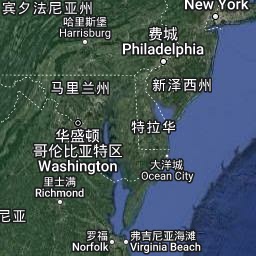 宾夕法尼亚州
New York
哈里斯堡
Harrisburg
费城
Philadelphia
马里兰州
新泽西州
特拉华
华盛顿
哥伦比亚特区
Washington
大洋城
Ocean City
里士满
Richmond
尼亚
罗福
Norfolk
弗吉尼亚海滩
Virginia Beach